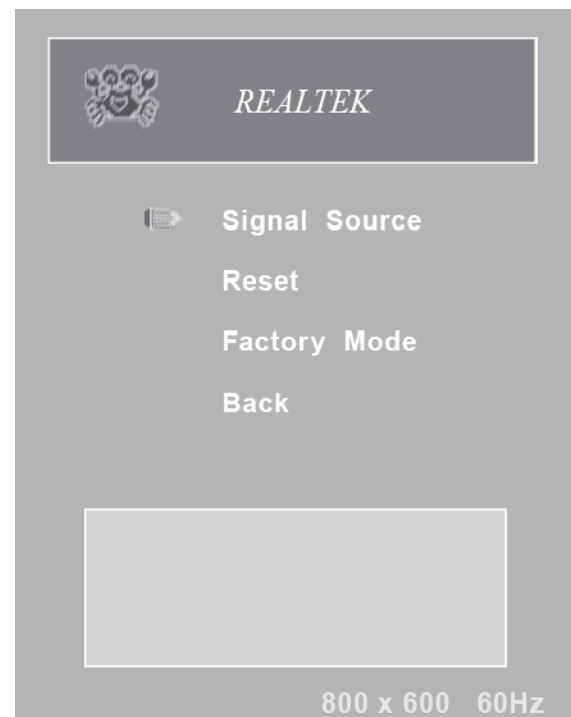 REALTEK
Signal Source
Reset
Factory Mode
Back
800 x 600 60Hz